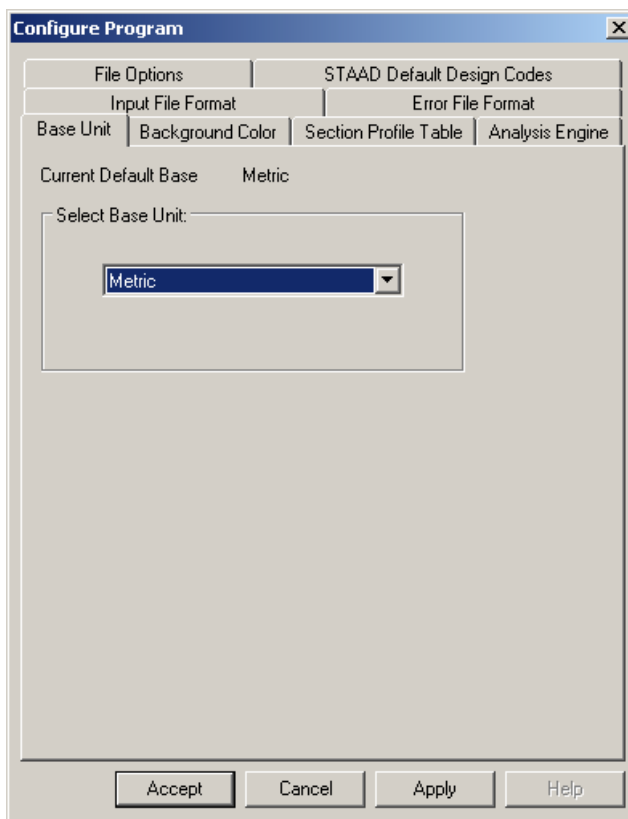 Configure Program
File Options STAAD Default Design Codes
Input File Format Error File Format
Base Unit Background Color Section Profile Table Analysis Engine
Current Default Base Metric
Select Base Unit:
Metric
Accept Cancel Apply Help